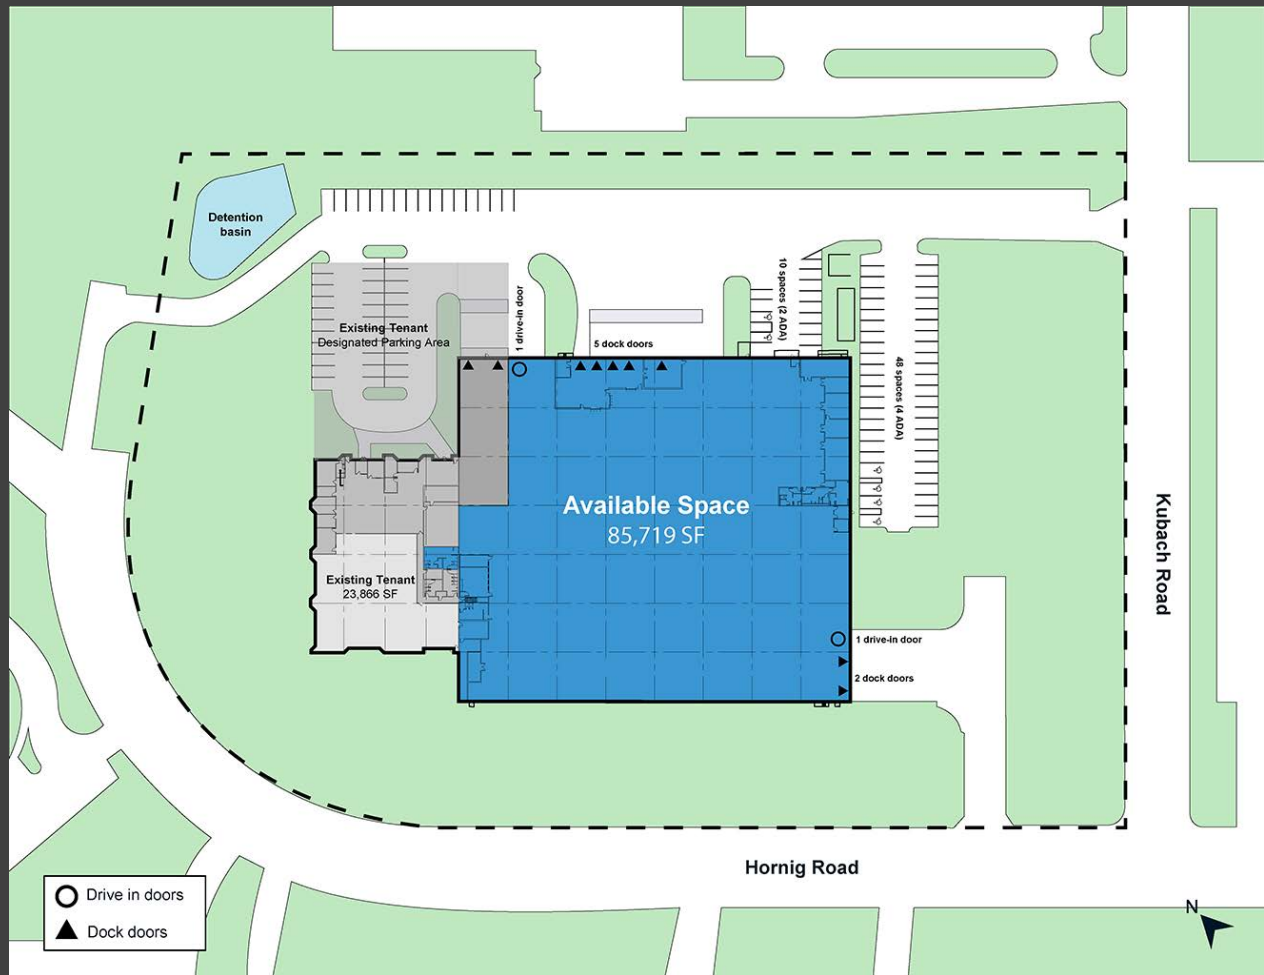 Detention
basin
Existing Tenant
Designated Parking Area
1 drive-in door
5 dock doors
10 spaces (2 ADA)
48 spaces (4 ADA)
Available Space
85,719 SF
Existing Tenant
23,866 SF
1 drive-in door
2 dock doors
Kubach Road
Hornig Road
Drive in doors
Dock doors
N